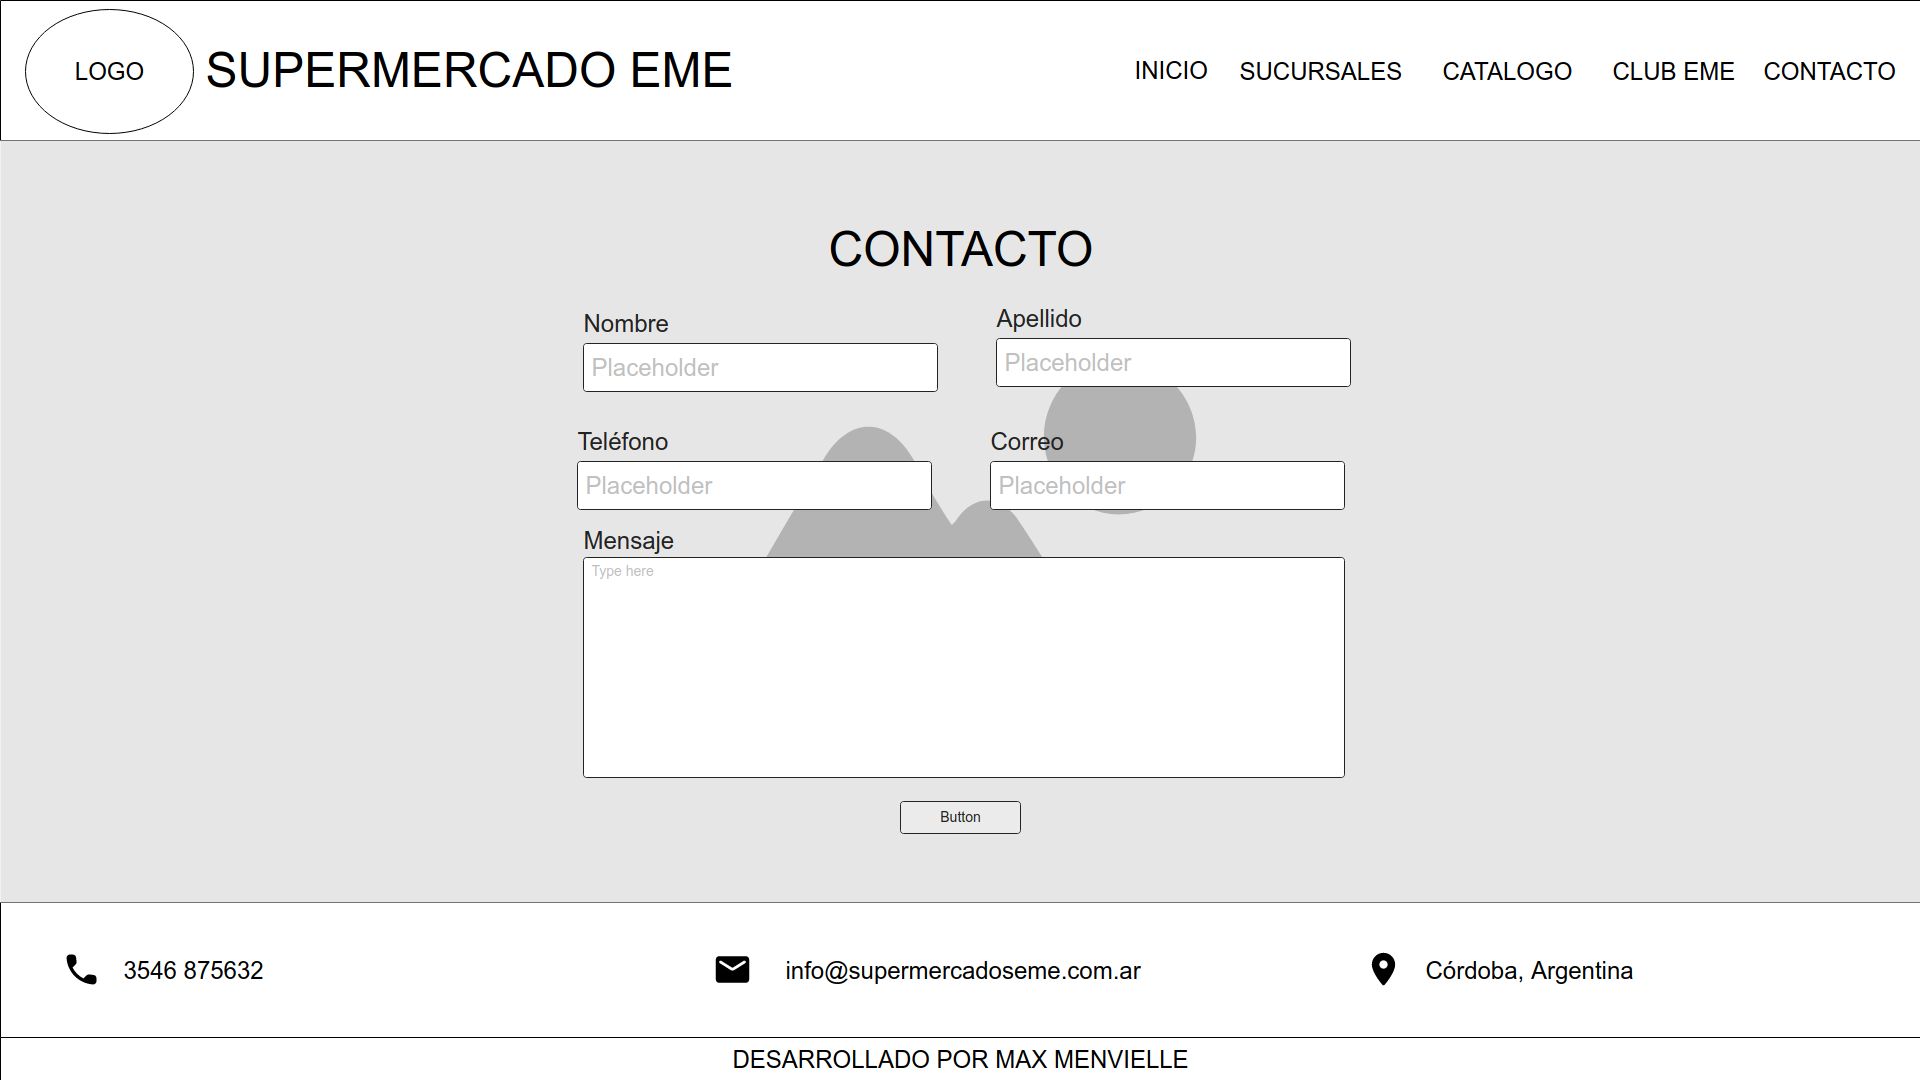 LOGO
SUPERMERCADO EME
INICIO
SUCURSALES
CATALOGO
CLUB EME
CONTACTO
CONTACTO
Nombre
Placeholder
Apellido
Placeholder
Teléfono
Placeholder
Correo
Placeholder
Mensaje
Type here
Button
3546 875632
info@supermercadoseme.com.ar
Córdoba, Argentina
DESARROLLADO POR MAX MENVIELLE